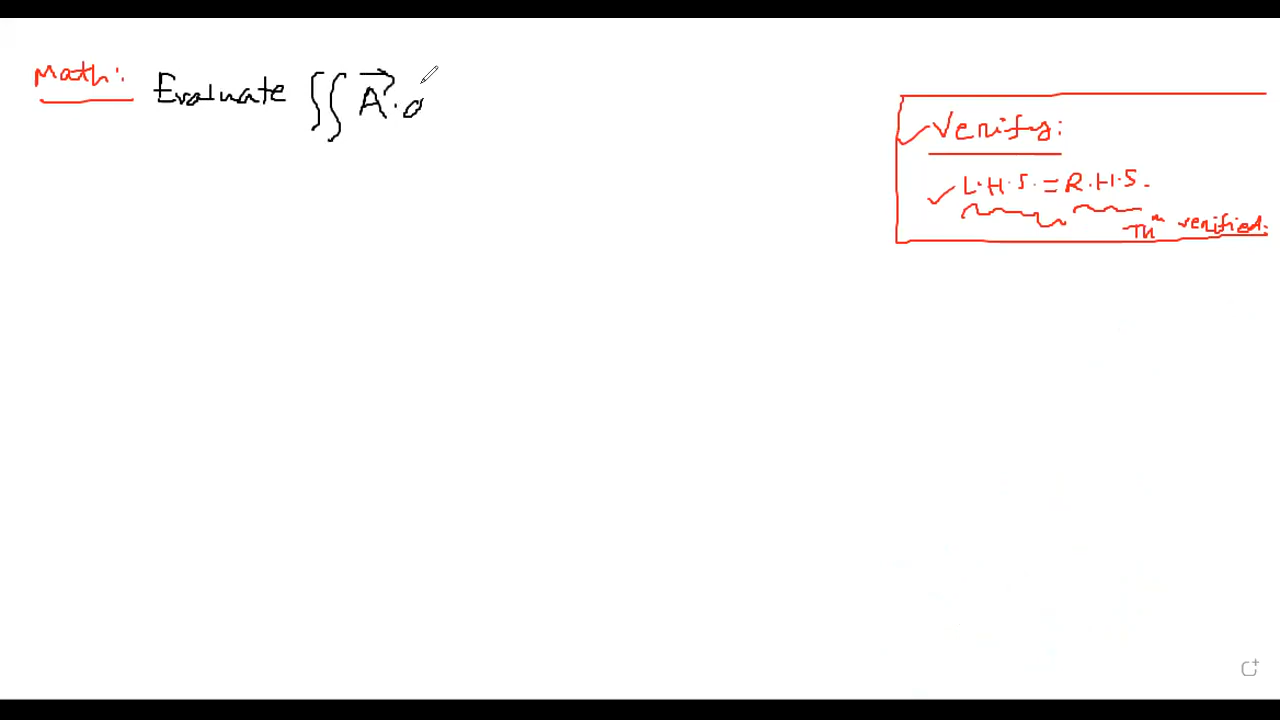 Math: Evaluate ∬ A⃗ · d
Verify:
L.H.S. = R.H.S.
Thᵐ verified.